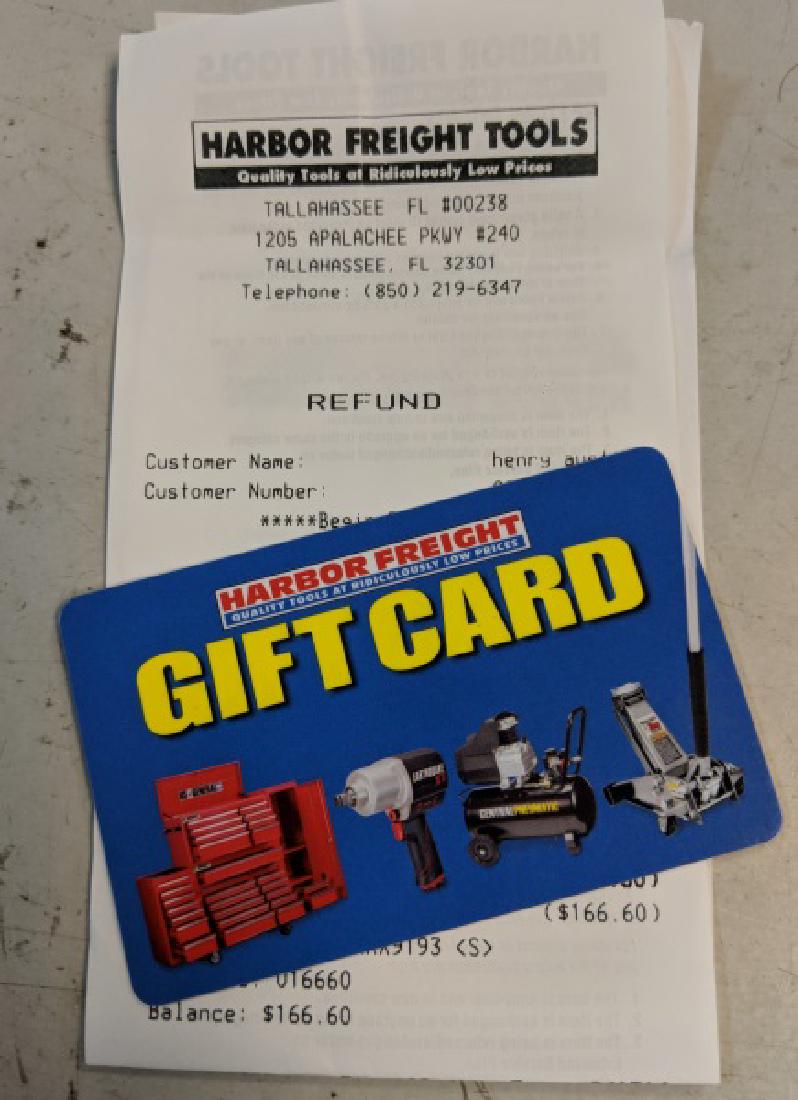 HARBOR FREIGHT TOOLS
Quality Tools at Ridiculously Low Prices
TALLAHASSEE FL #00238
1205 APALACHEE PKWY #240
TALLAHASSEE, FL 32301
Telephone: (850) 219-6347
REFUND
Customer Name: henry
Customer Number:
HARBOR FREIGHT
QUALITY TOOLS AT RIDICULOUSLY LOW PRICES
GIFT CARD
CENTRAL PNEUMATIC
($166.60)
9193 <S>
016660
Balance: $166.60